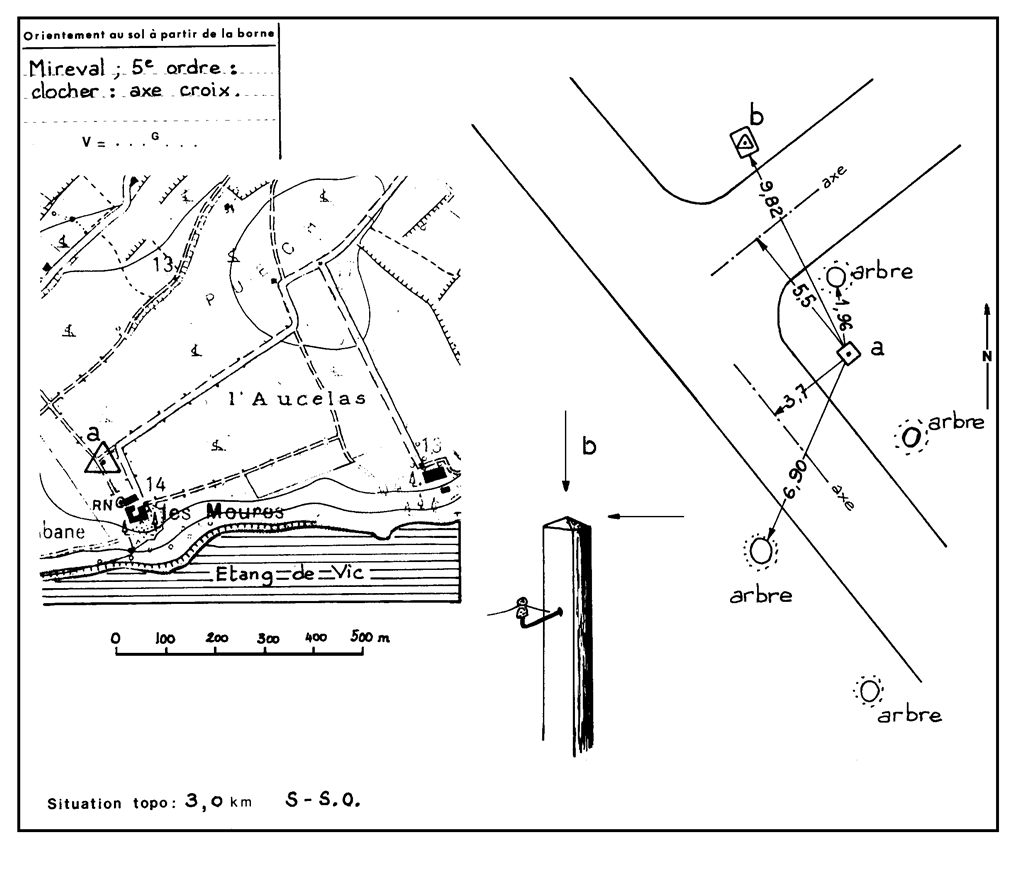 Orientement au sol à partir de la borne
Mireval ; 5e ordre :
clocher : axe croix.
V = . . . G . . .
b
axe
9,82
13
PUECH
5,5
arbre
1,96
a
N
3,7
arbre
l'Aucelas
a
b
13
6,90
axe
14
RN
les Moures
bane
Etang-de-Vic
arbre
0 100 200 300 400 500 m
arbre
Situation topo: 3,0 km S-S.O.